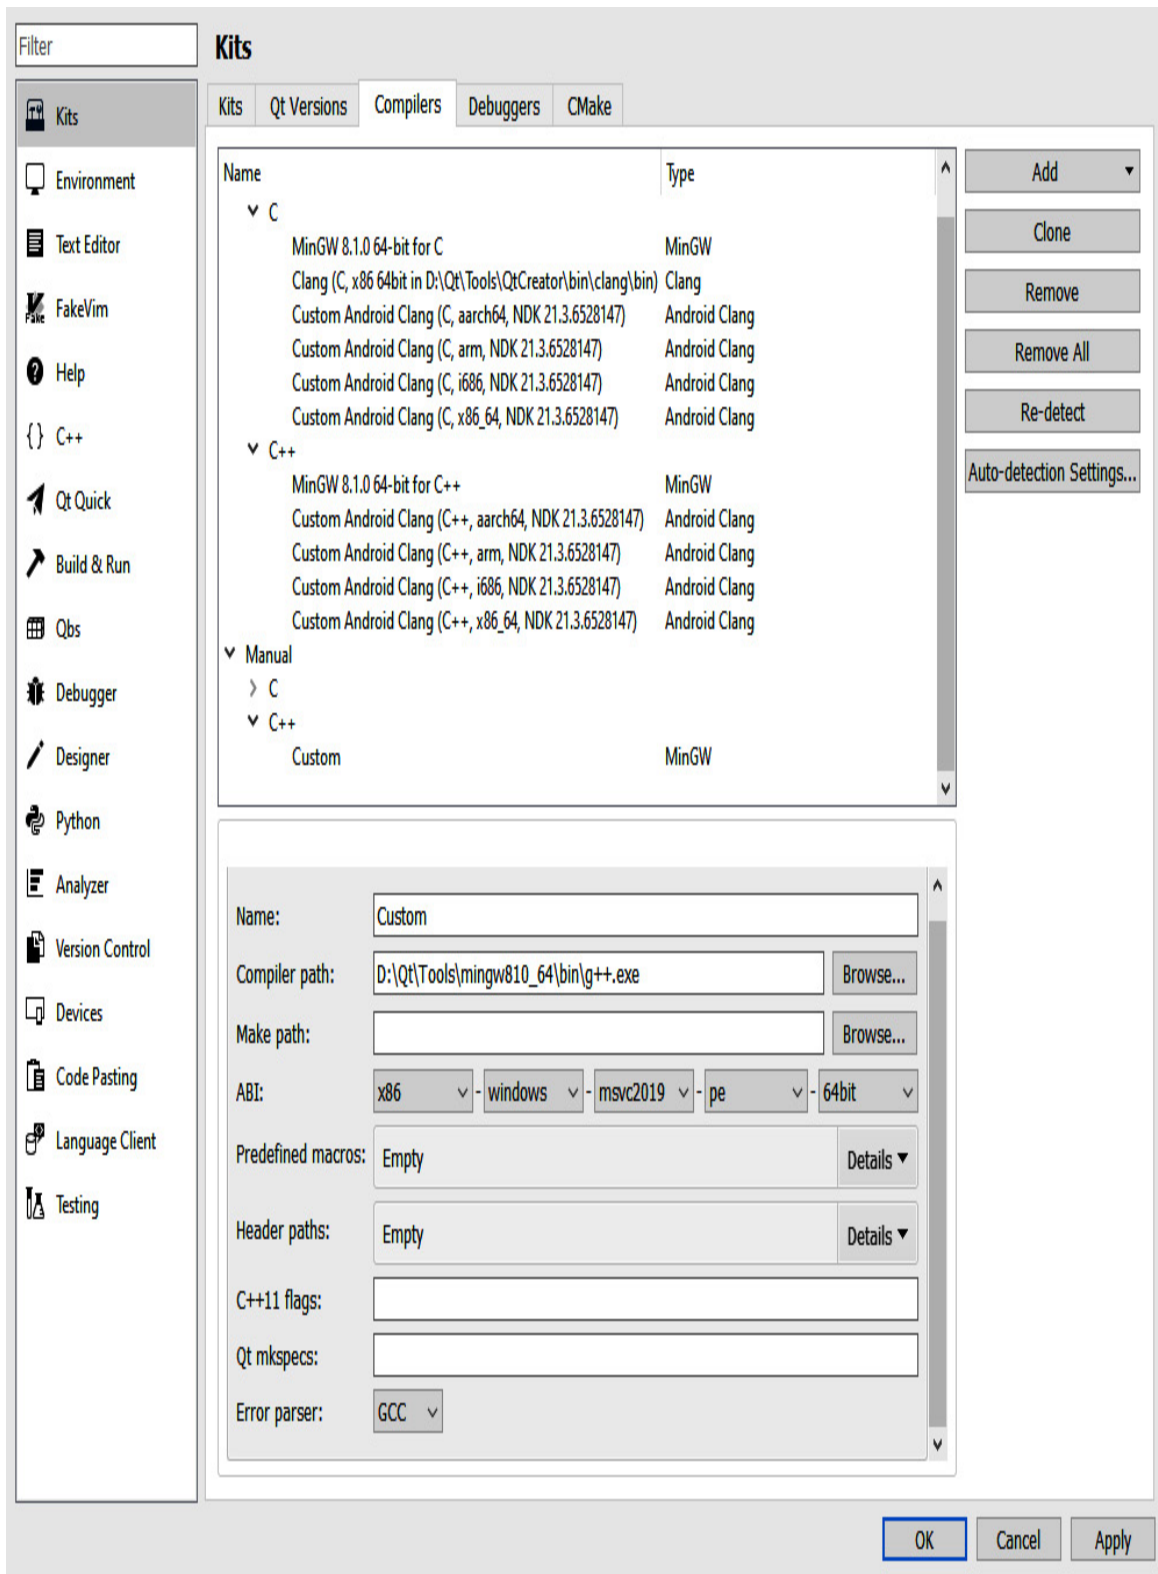 Filter
Kits
Environment
Text Editor
FakeVim
Help
C++
Qt Quick
Build & Run
Qbs
Debugger
Designer
Python
Analyzer
Version Control
Devices
Code Pasting
Language Client
Testing
Kits
Kits Qt Versions Compilers Debuggers CMake
Name Type
C
MinGW 8.1.0 64-bit for C MinGW
Clang (C, x86 64bit in D:\Qt\Tools\QtCreator\bin\clang\bin) Clang
Custom Android Clang (C, aarch64, NDK 21.3.6528147) Android Clang
Custom Android Clang (C, arm, NDK 21.3.6528147) Android Clang
Custom Android Clang (C, i686, NDK 21.3.6528147) Android Clang
Custom Android Clang (C, x86_64, NDK 21.3.6528147) Android Clang
C++
MinGW 8.1.0 64-bit for C++ MinGW
Custom Android Clang (C++, aarch64, NDK 21.3.6528147) Android Clang
Custom Android Clang (C++, arm, NDK 21.3.6528147) Android Clang
Custom Android Clang (C++, i686, NDK 21.3.6528147) Android Clang
Custom Android Clang (C++, x86_64, NDK 21.3.6528147) Android Clang
Manual
C
C++
Custom MinGW
Add
Clone
Remove
Remove All
Re-detect
Auto-detection Settings...
Name: Custom
Compiler path: D:\Qt\Tools\mingw810_64\bin\g++.exe Browse...
Make path: Browse...
ABI: x86 - windows - msvc2019 - pe - 64bit
Predefined macros: Empty Details
Header paths: Empty Details
C++11 flags:
Qt mkspecs:
Error parser: GCC
OK Cancel Apply